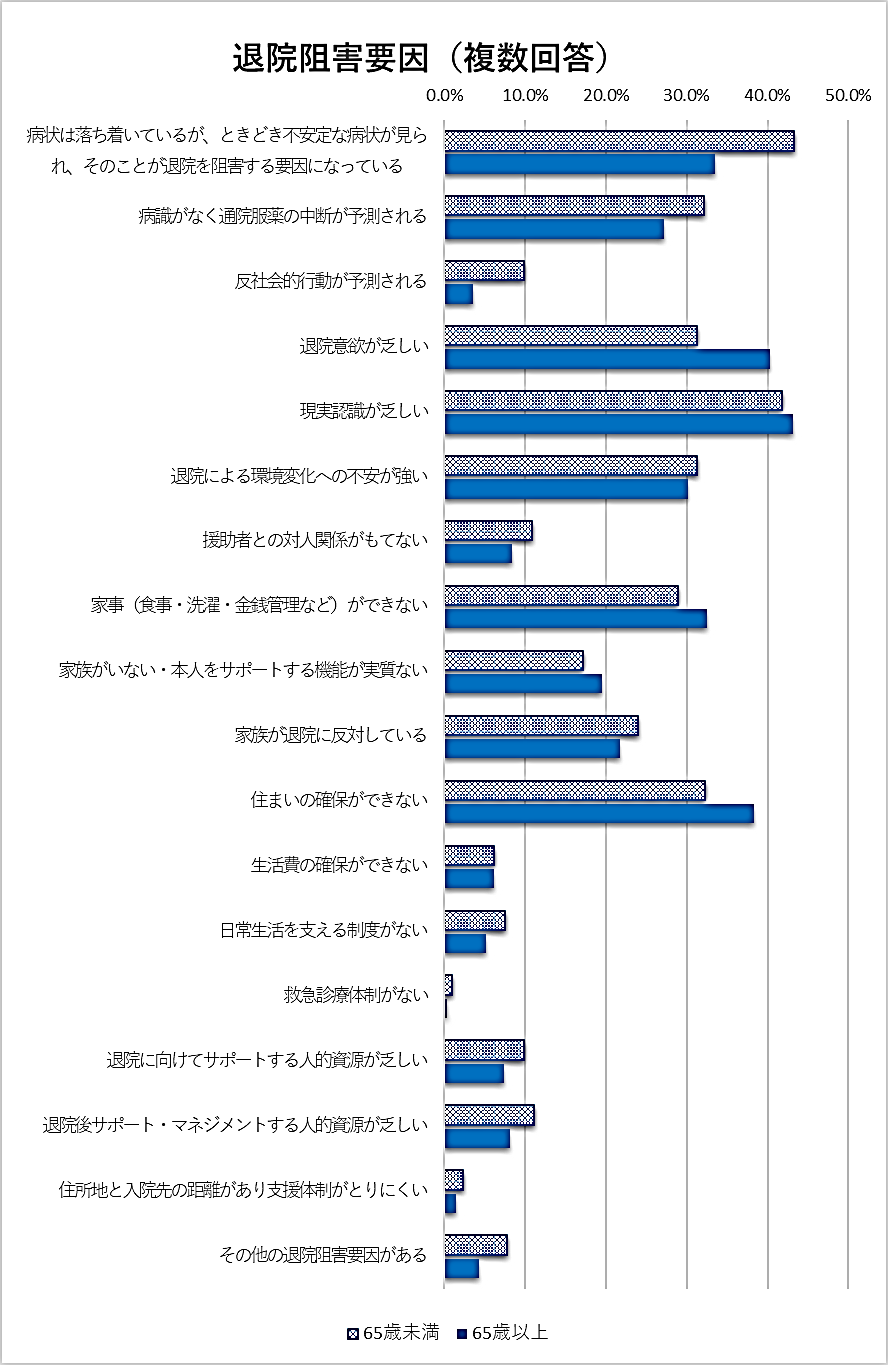 退院阻害要因（複数回答）
0.0% 10.0% 20.0% 30.0% 40.0% 50.0%
病状は落ち着いているが、ときどき不安定な病状が見ら
れ、そのことが退院を阻害する要因になっている
病識がなく通院服薬の中断が予測される
反社会的行動が予測される
退院意欲が乏しい
現実認識が乏しい
退院による環境変化への不安が強い
援助者との対人関係がもてない
家事（食事・洗濯・金銭管理など）ができない
家族がいない・本人をサポートする機能が実質ない
家族が退院に反対している
住まいの確保ができない
生活費の確保ができない
日常生活を支える制度がない
救急診療体制がない
退院に向けてサポートする人的資源が乏しい
退院後サポート・マネジメントする人的資源が乏しい
住所地と入院先の距離があり支援体制がとりにくい
その他の退院阻害要因がある
65歳未満 65歳以上